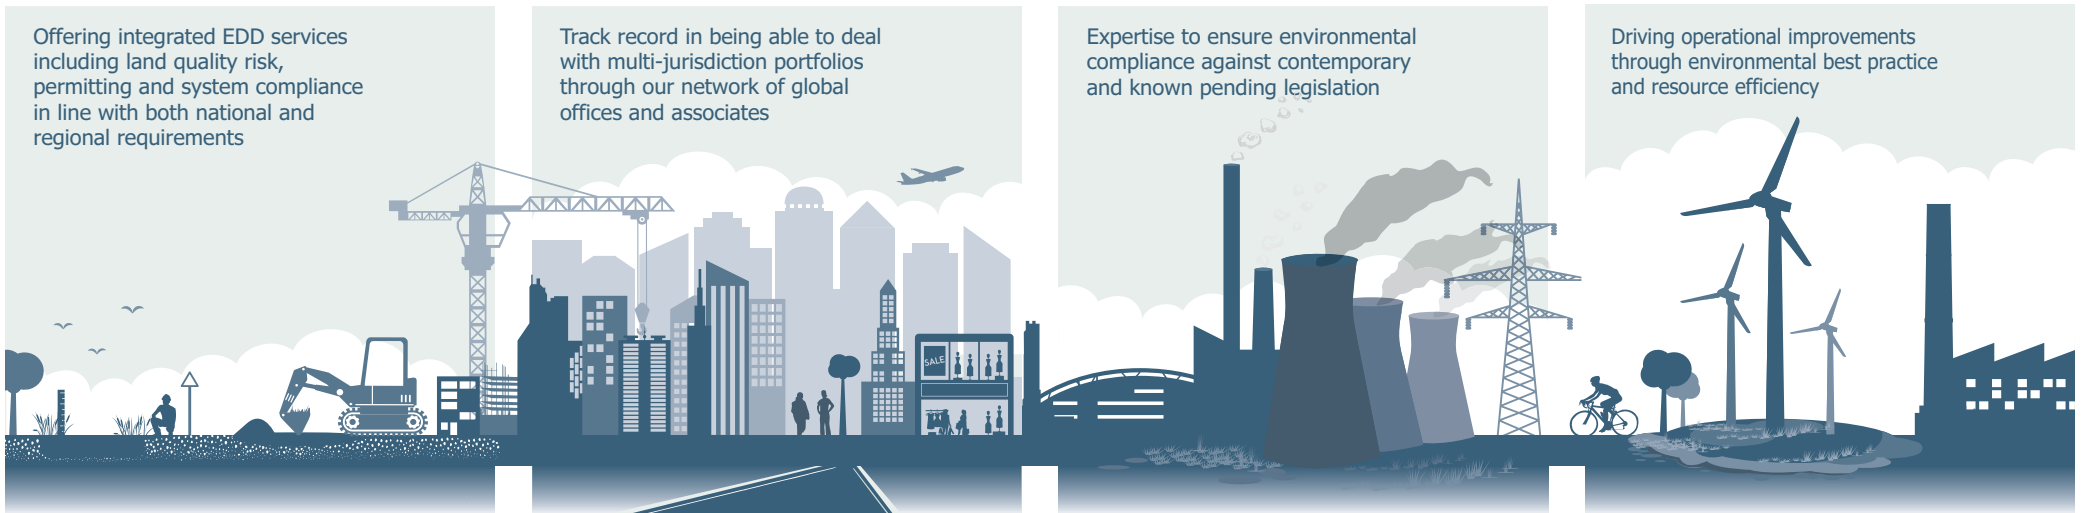 Offering integrated EDD services
including land quality risk,
permitting and system compliance
in line with both national and
regional requirements
Track record in being able to deal
with multi-jurisdiction portfolios
through our network of global
offices and associates
Expertise to ensure environmental
compliance against contemporary
and known pending legislation
Driving operational improvements
through environmental best practice
and resource efficiency
SALE